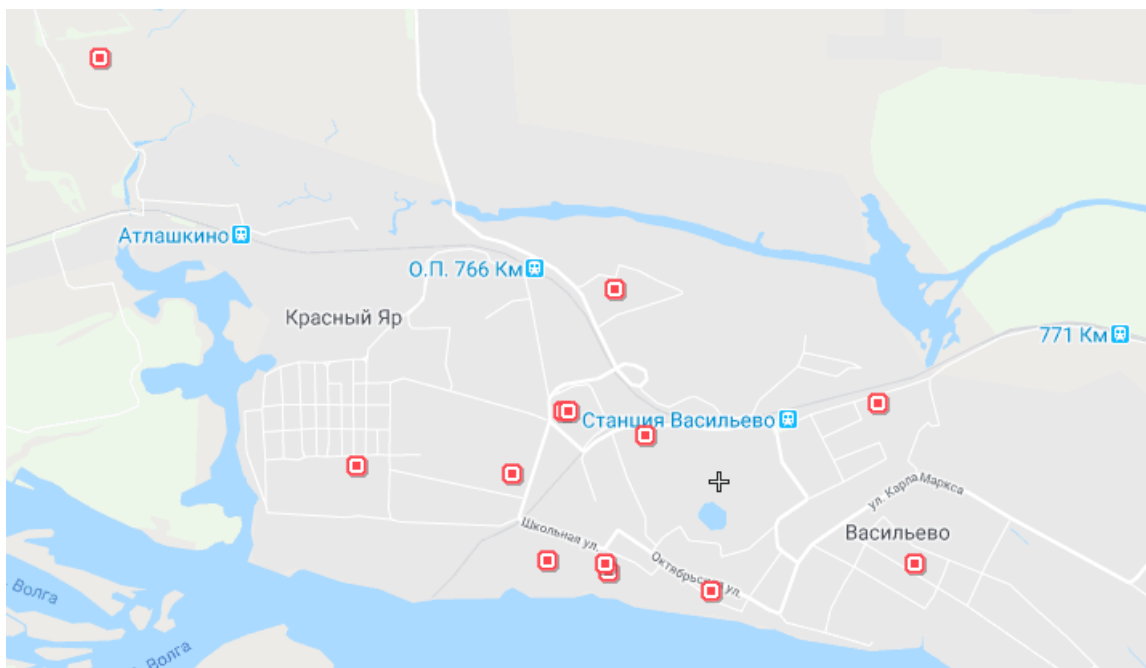 Атлашкино
О.П. 766 Км
Красный Яр
771 Км
Станция Васильево
ул. Карла Маркса
Школьная ул.
Васильево
Октябрьская ул.
Волга
Волга